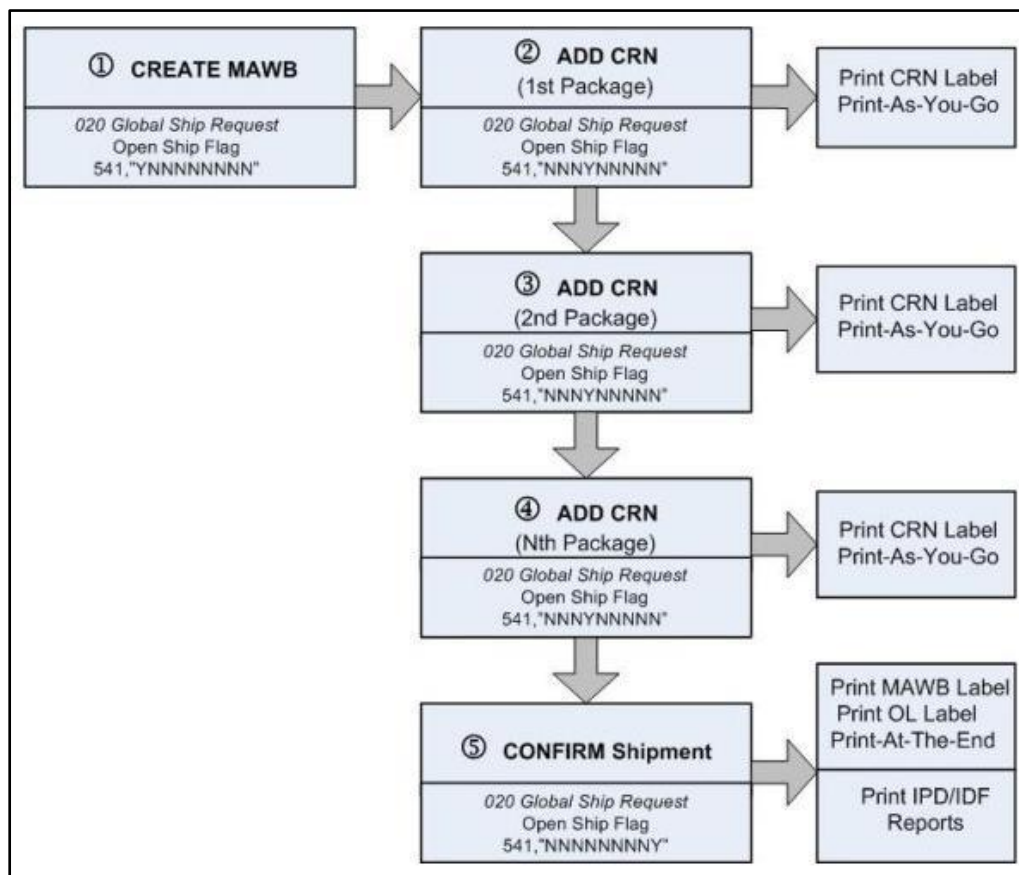 ① CREATE MAWB
020 Global Ship Request
Open Ship Flag
541,"YNNNNNNNN"
② ADD CRN
(1st Package)
020 Global Ship Request
Open Ship Flag
541,"NNNYNNNNN"
Print CRN Label
Print-As-You-Go
③ ADD CRN
(2nd Package)
020 Global Ship Request
Open Ship Flag
541,"NNNYNNNNN"
Print CRN Label
Print-As-You-Go
④ ADD CRN
(Nth Package)
020 Global Ship Request
Open Ship Flag
541,"NNNYNNNNN"
Print CRN Label
Print-As-You-Go
⑤ CONFIRM Shipment
020 Global Ship Request
Open Ship Flag
541,"NNNNNNNNY"
Print MAWB Label
Print OL Label
Print-At-The-End
Print IPD/IDF
Reports